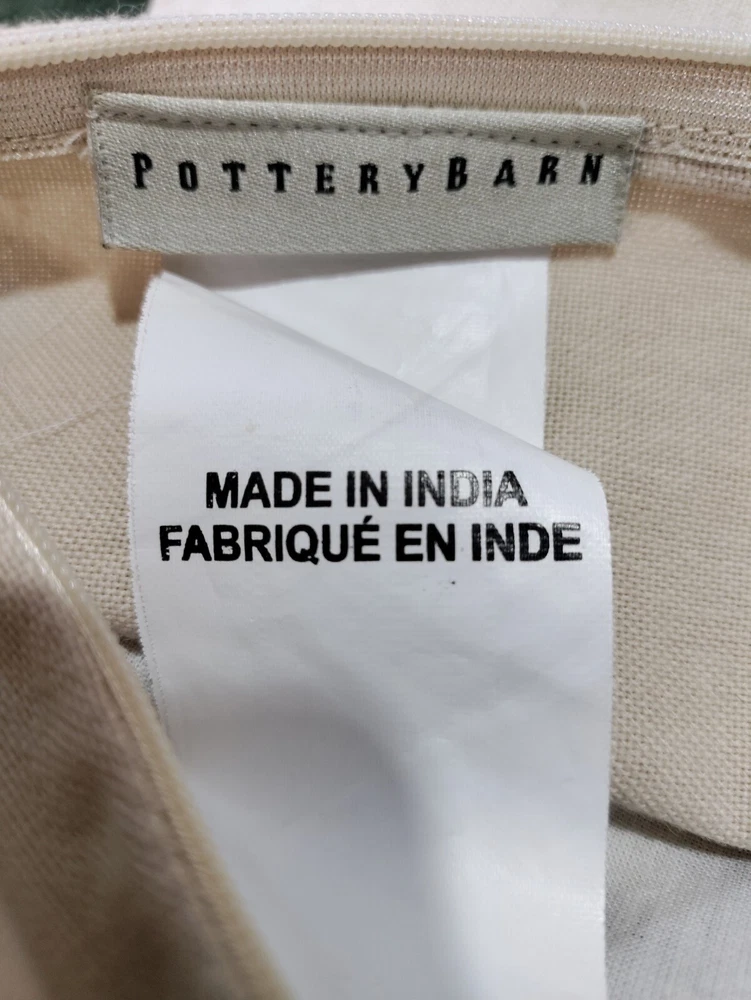 POTTERYBARN
MADE IN INDIA
FABRIQUÉ EN INDE